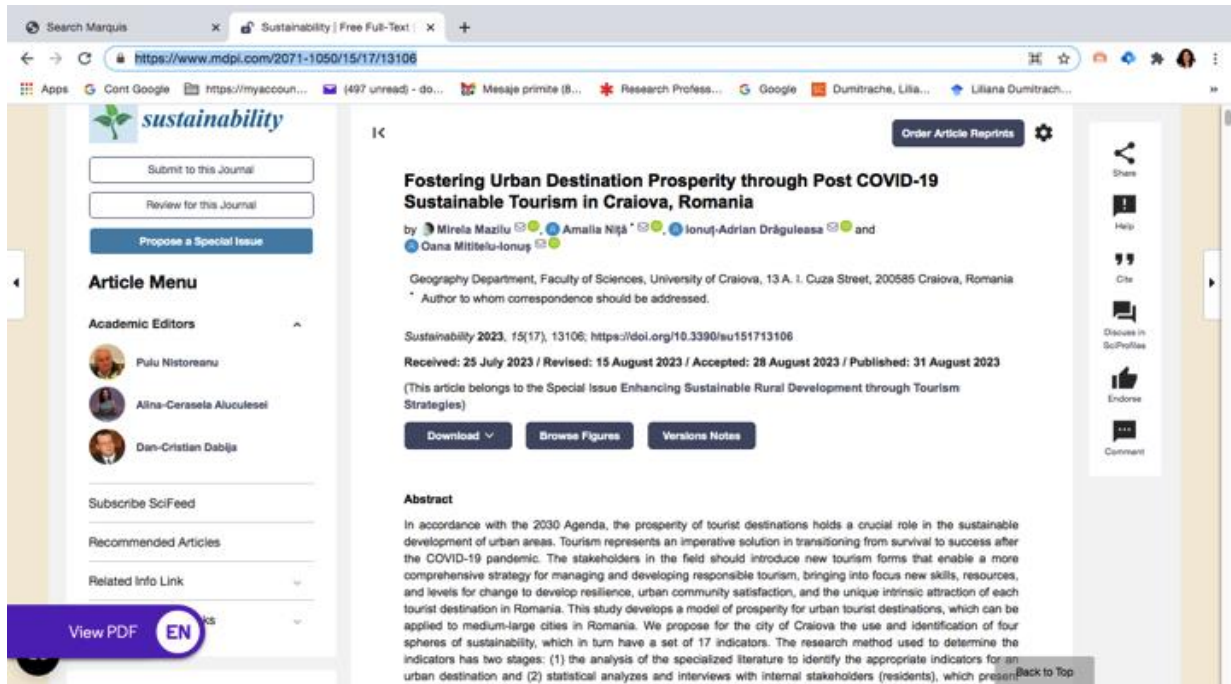 Search Marquis
Sustainability | Free Full-Text |
https://www.mdpi.com/2071-1050/15/17/13106
Apps
Cont Google
https://myaccoun...
(497 unread) - do...
Mesaje primite (8...
Research Profess...
Google
Dumitrache, Lilia...
Liliana Dumitrach...
sustainability
Submit to this Journal
Review for this Journal
Propose a Special Issue
Article Menu
Academic Editors
Pulu Nistoreanu
Alina-Cerasela Aluculesei
Dan-Cristian Dabija
Subscribe SciFeed
Recommended Articles
Related Info Link
View PDF
EN
ks
Order Article Reprints
Fostering Urban Destination Prosperity through Post COVID-19
Sustainable Tourism in Craiova, Romania
by Mirela Mazilu, Amalia Niță *, Ionuț-Adrian Drăguleasa and
Oana Mititelu-Ionuș
Geography Department, Faculty of Sciences, University of Craiova, 13 A. I. Cuza Street, 200585 Craiova, Romania
* Author to whom correspondence should be addressed.
Sustainability 2023, 15(17), 13106; https://doi.org/10.3390/su151713106
Received: 25 July 2023 / Revised: 15 August 2023 / Accepted: 28 August 2023 / Published: 31 August 2023
(This article belongs to the Special Issue Enhancing Sustainable Rural Development through Tourism
Strategies)
Download
Browse Figures
Versions Notes
Abstract
In accordance with the 2030 Agenda, the prosperity of tourist destinations holds a crucial role in the sustainable
development of urban areas. Tourism represents an imperative solution in transitioning from survival to success after
the COVID-19 pandemic. The stakeholders in the field should introduce new tourism forms that enable a more
comprehensive strategy for managing and developing responsible tourism, bringing into focus new skills, resources,
and levels for change to develop resilience, urban community satisfaction, and the unique intrinsic attraction of each
tourist destination in Romania. This study develops a model of prosperity for urban tourist destinations, which can be
applied to medium-large cities in Romania. We propose for the city of Craiova the use and identification of four
spheres of sustainability, which in turn have a set of 17 indicators. The research method used to determine the
indicators has two stages: (1) the analysis of the specialized literature to identify the appropriate indicators for an
urban destination and (2) statistical analyzes and interviews with internal stakeholders (residents), which present
Back to Top
Share
Help
Cite
Discuss in
SciProfiles
Endorse
Comment